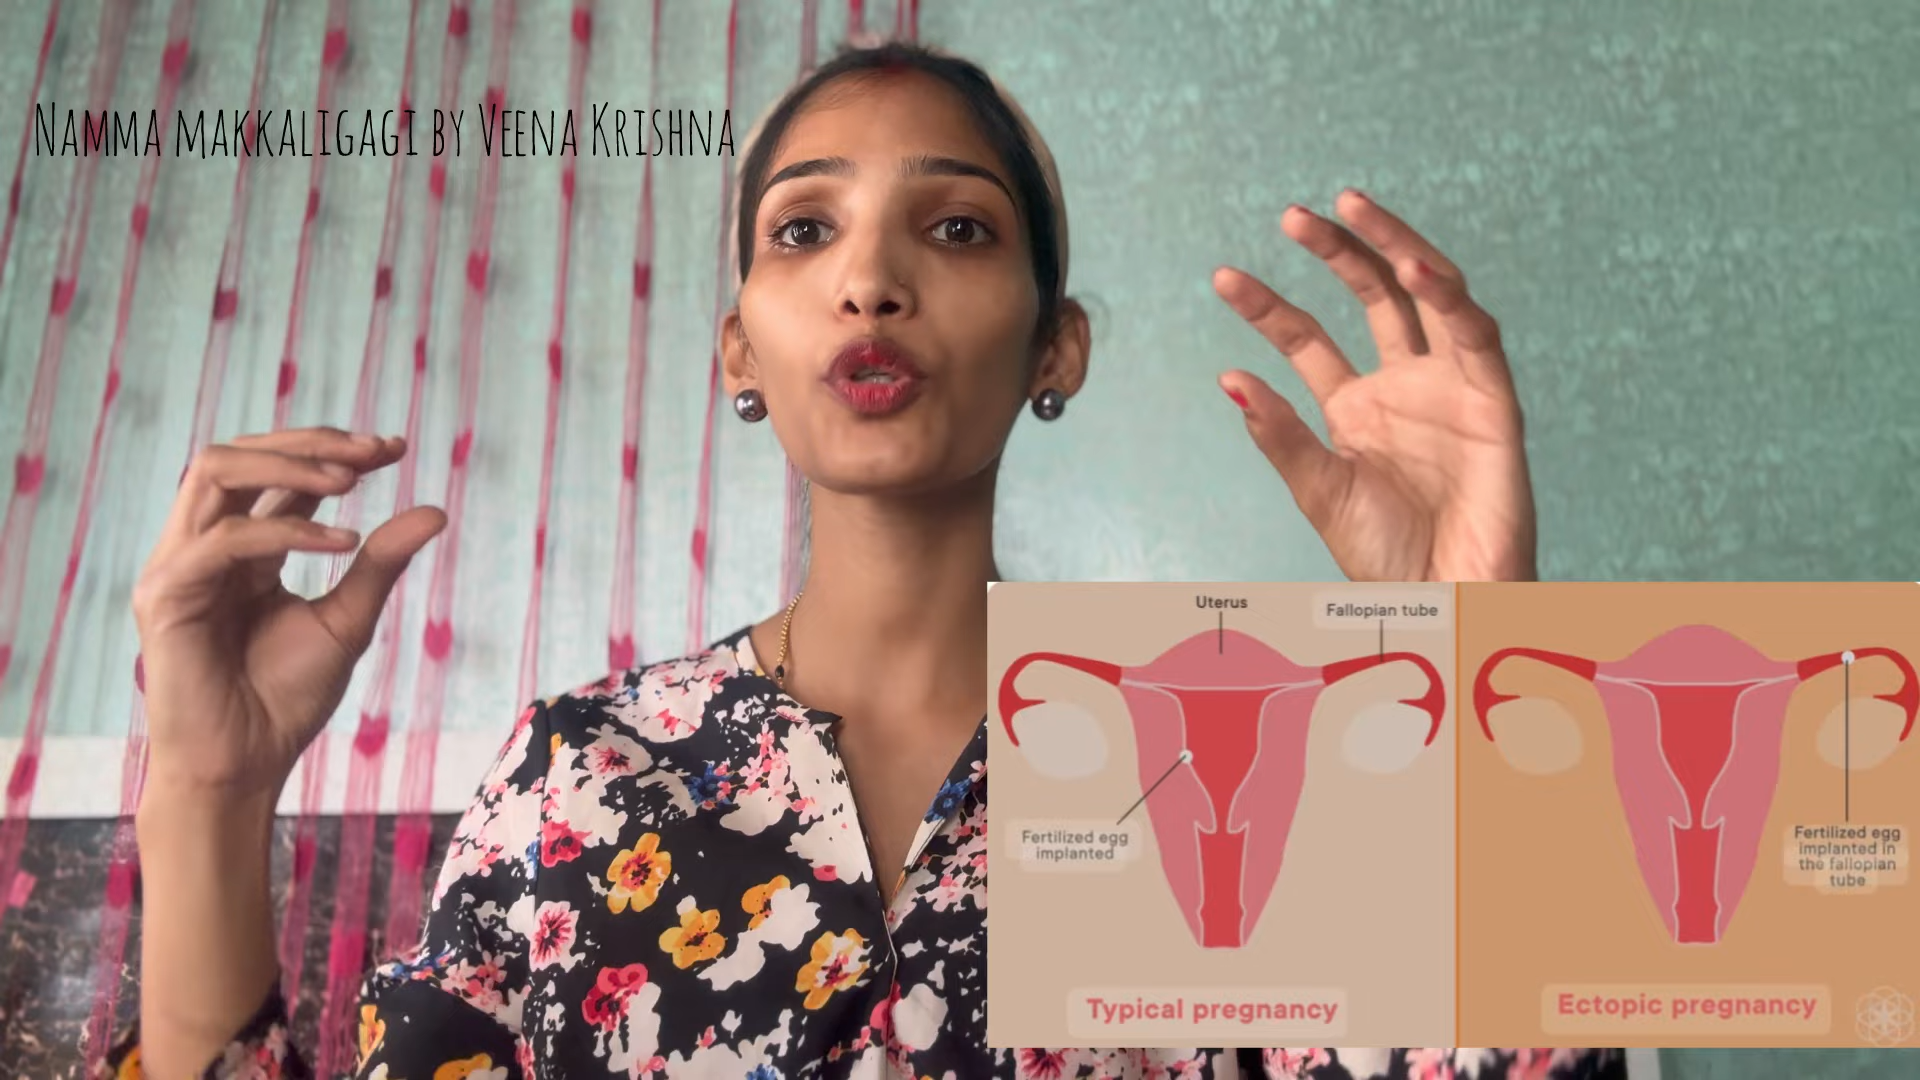 Namma makkaligagi by Veena Krishna
Uterus
Fallopian tube
Fertilized egg
implanted
Typical pregnancy
Fertilized egg
implanted in
the fallopian
tube
Ectopic pregnancy